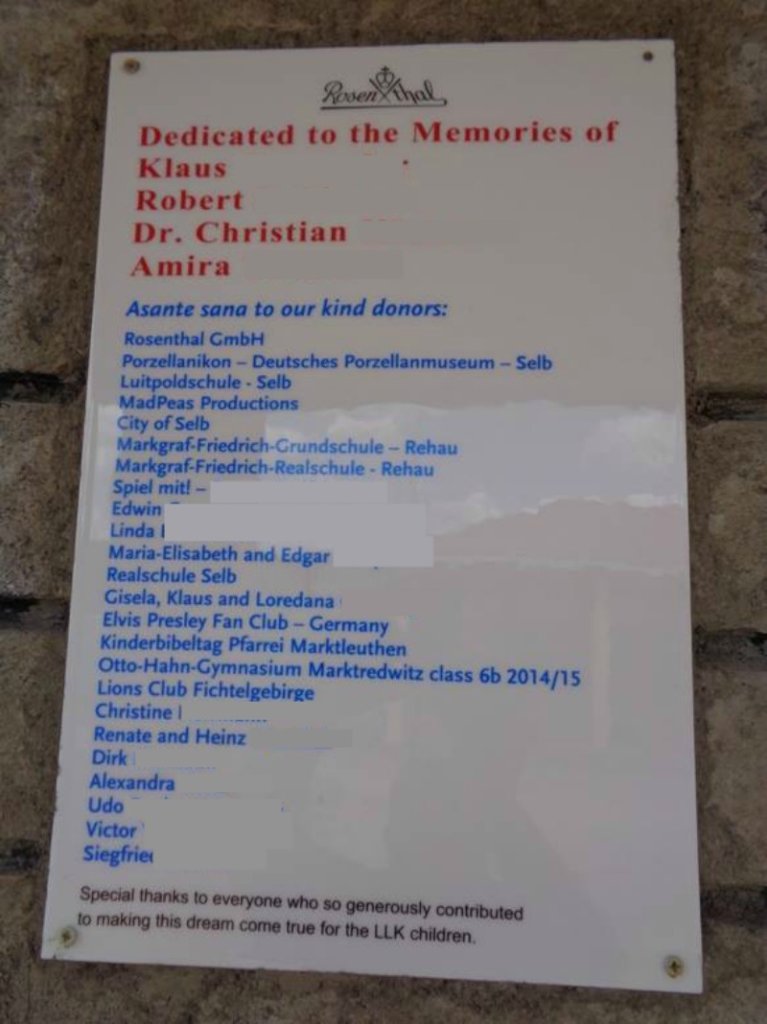 Rosenthal
Dedicated to the Memories of
Klaus
Robert
Dr. Christian
Amira
Asante sana to our kind donors:
Rosenthal GmbH
Porzellanikon – Deutsches Porzellanmuseum – Selb
Luitpoldschule - Selb
MadPeas Productions
City of Selb
Markgraf-Friedrich-Grundschule – Rehau
Markgraf-Friedrich-Realschule - Rehau
Spiel mit! –
Edwin
Linda
Maria-Elisabeth and Edgar
Realschule Selb
Gisela, Klaus and Loredana
Elvis Presley Fan Club – Germany
Kinderbibeltag Pfarrei Marktleuthen
Otto-Hahn-Gymnasium Marktredwitz class 6b 2014/15
Lions Club Fichtelgebirge
Christine
Renate and Heinz
Dirk
Alexandra
Udo
Victor
Special thanks to everyone who so generously contributed
to making this dream come true for the LLK children.